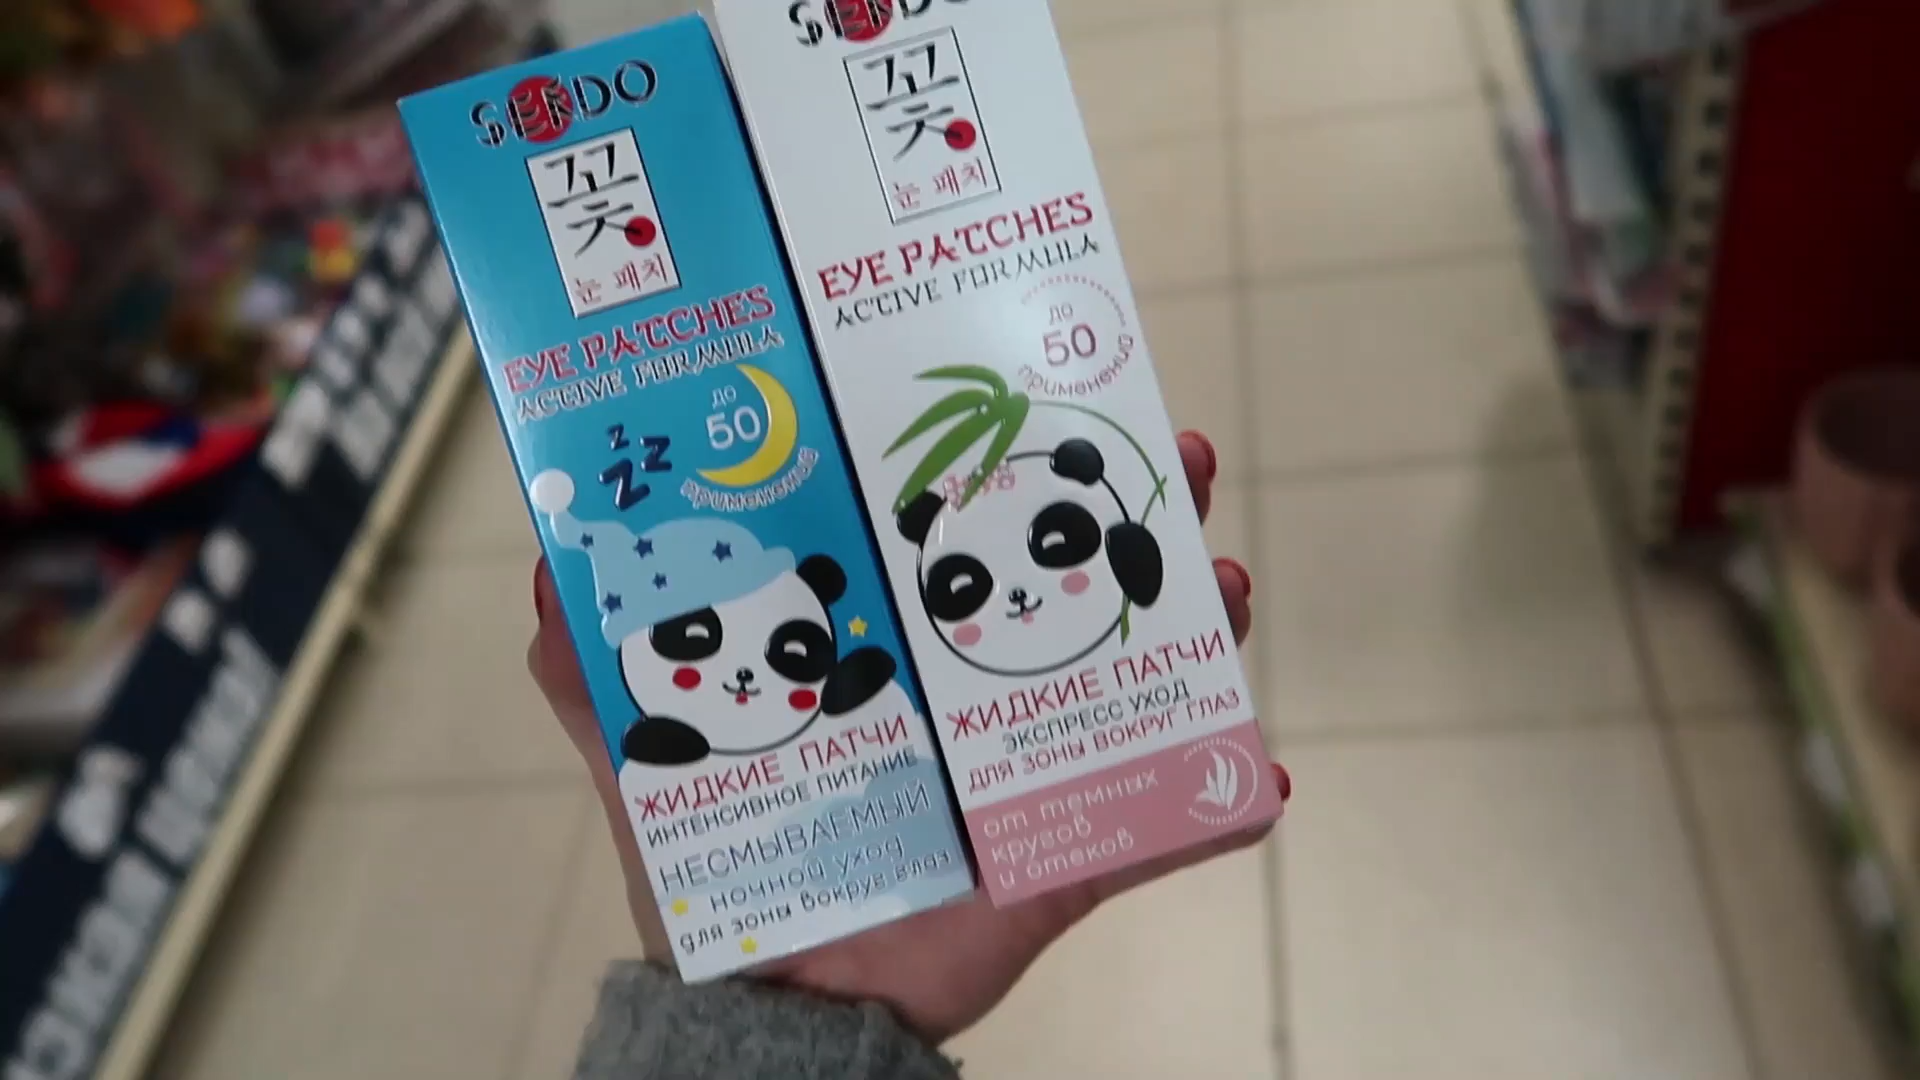 SENDO
꽃
눈 패치
EYE PATCHES
ACTIVE FORMULA
до
50
применений
ZZZ
ЖИДКИЕ ПАТЧИ
ИНТЕНСИВНОЕ ПИТАНИЕ
НЕСМЫВАЕМЫЙ
ночной уход
для зоны вокруг глаз
SENDO
꽃
눈 패치
EYE PATCHES
ACTIVE FORMULA
до
50
применений
ЖИДКИЕ ПАТЧИ
ЭКСПРЕСС УХОД
ДЛЯ ЗОНЫ ВОКРУГ ГЛАЗ
от темных
кругов
и отеков